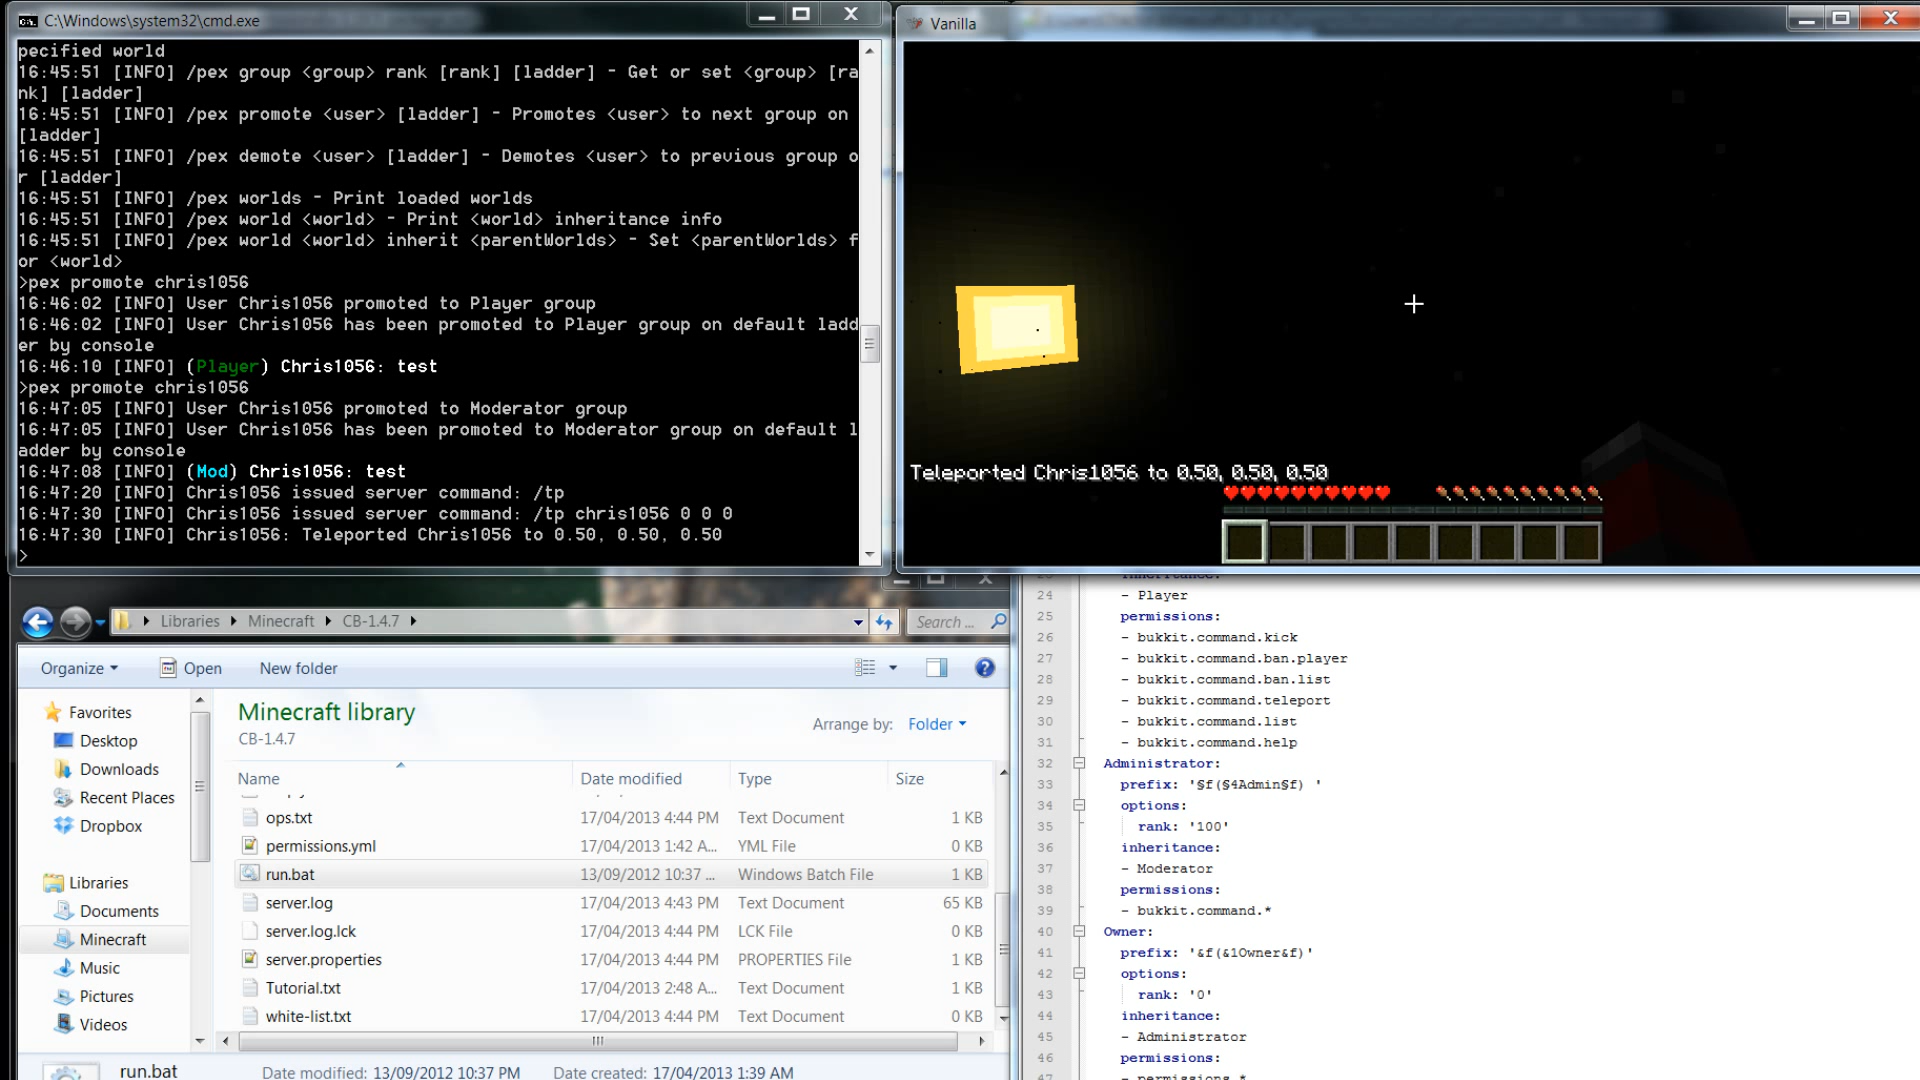 C:\Windows\system32\cmd.exe
pecified world
16:45:51 [INFO] /pex group <group> rank [rank] [ladder] - Get or set <group> [ra
nk] [ladder]
16:45:51 [INFO] /pex promote <user> [ladder] - Promotes <user> to next group on
[ladder]
16:45:51 [INFO] /pex demote <user> [ladder] - Demotes <user> to previous group o
r [ladder]
16:45:51 [INFO] /pex worlds - Print loaded worlds
16:45:51 [INFO] /pex world <world> - Print <world> inheritance info
16:45:51 [INFO] /pex world <world> inherit <parentWorlds> - Set <parentWorlds> f
or <world>
>pex promote chris1056
16:46:02 [INFO] User Chris1056 promoted to Player group
16:46:02 [INFO] User Chris1056 has been promoted to Player group on default ladd
er by console
16:46:10 [INFO] (Player) Chris1056: test
>pex promote chris1056
16:47:05 [INFO] User Chris1056 promoted to Moderator group
16:47:05 [INFO] User Chris1056 has been promoted to Moderator group on default l
adder by console
16:47:08 [INFO] (Mod) Chris1056: test
16:47:20 [INFO] Chris1056 issued server command: /tp
16:47:30 [INFO] Chris1056 issued server command: /tp chris1056 0 0 0
16:47:30 [INFO] Chris1056: Teleported Chris1056 to 0.50, 0.50, 0.50
>
Vanilla
Teleported Chris1056 to 0.50, 0.50, 0.50
Libraries Minecraft CB-1.4.7
Search ...
Organize Open New folder
Favorites
Desktop
Downloads
Recent Places
Dropbox
Libraries
Documents
Minecraft
Music
Pictures
Videos
Minecraft library
CB-1.4.7
Arrange by: Folder
Name Date modified Type Size
ops.txt 17/04/2013 4:44 PM Text Document 1 KB
permissions.yml 17/04/2013 1:42 A... YML File 0 KB
run.bat 13/09/2012 10:37 ... Windows Batch File 1 KB
server.log 17/04/2013 4:43 PM Text Document 65 KB
server.log.lck 17/04/2013 4:44 PM LCK File 0 KB
server.properties 17/04/2013 4:44 PM PROPERTIES File 1 KB
Tutorial.txt 17/04/2013 2:48 A... Text Document 1 KB
white-list.txt 17/04/2013 4:44 PM Text Document 0 KB
run.bat Date modified: 13/09/2012 10:37 PM Date created: 17/04/2013 1:39 AM
inheritance:
24 - Player
25 permissions:
26 - bukkit.command.kick
27 - bukkit.command.ban.player
28 - bukkit.command.ban.list
29 - bukkit.command.teleport
30 - bukkit.command.list
31 - bukkit.command.help
32 Administrator:
33 prefix: '§f(§4Admin§f) '
34 options:
35 rank: '100'
36 inheritance:
37 - Moderator
38 permissions:
39 - bukkit.command.*
40 Owner:
41 prefix: '&f(&1Owner&f)'
42 options:
43 rank: '0'
44 inheritance:
45 - Administrator
46 permissions:
47 - permissions.*